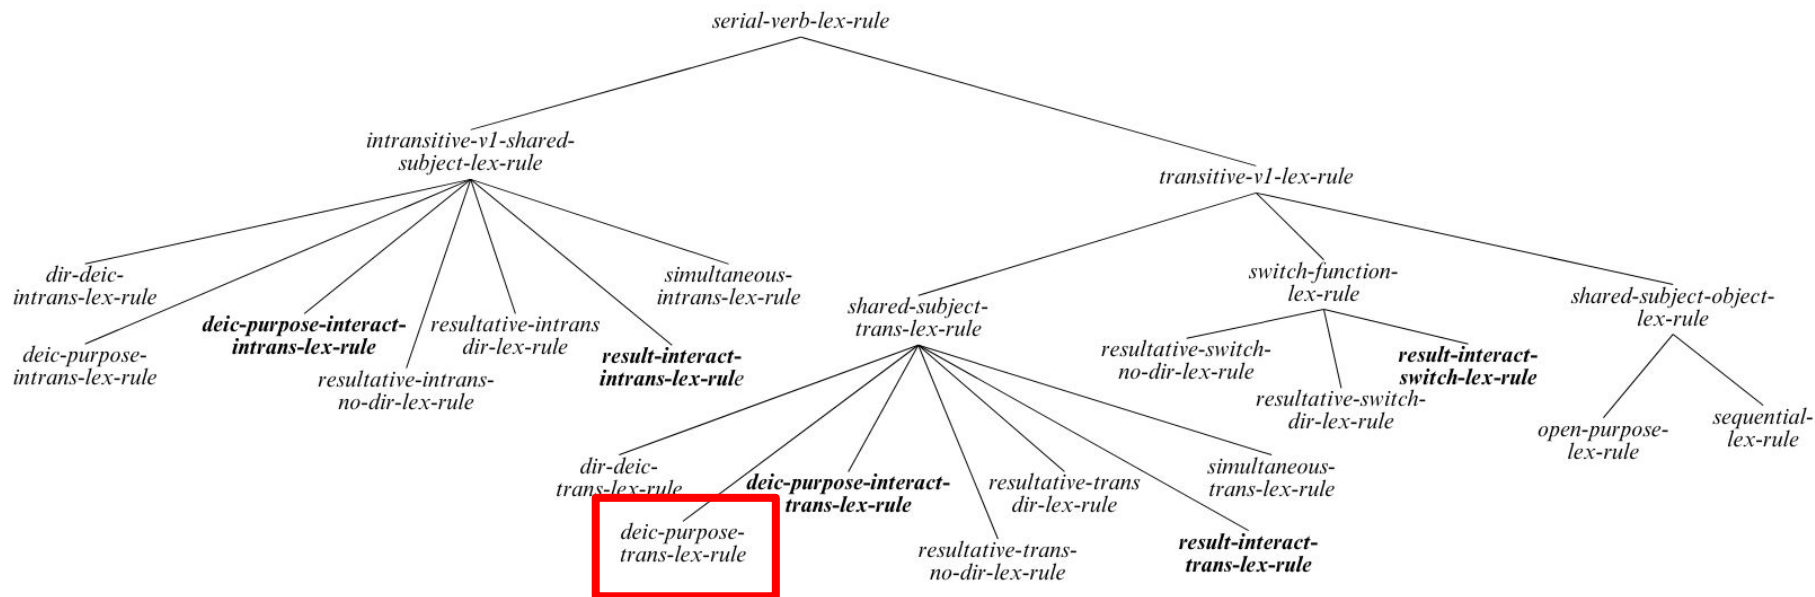 serial-verb-lex-rule
intransitive-v1-shared-
subject-lex-rule
transitive-v1-lex-rule
dir-deic-
intrans-lex-rule
deic-purpose-
intrans-lex-rule
deic-purpose-interact-
intrans-lex-rule
resultative-intrans-
no-dir-lex-rule
resultative-intrans
dir-lex-rule
result-interact-
intrans-lex-rule
simultaneous-
intrans-lex-rule
shared-subject-
trans-lex-rule
switch-function-
lex-rule
shared-subject-object-
lex-rule
resultative-switch-
no-dir-lex-rule
resultative-switch-
dir-lex-rule
result-interact-
switch-lex-rule
open-purpose-
lex-rule
sequential-
lex-rule
dir-deic-
trans-lex-rule
deic-purpose-
trans-lex-rule
deic-purpose-interact-
trans-lex-rule
resultative-trans-
no-dir-lex-rule
resultative-trans
dir-lex-rule
result-interact-
trans-lex-rule
simultaneous-
trans-lex-rule